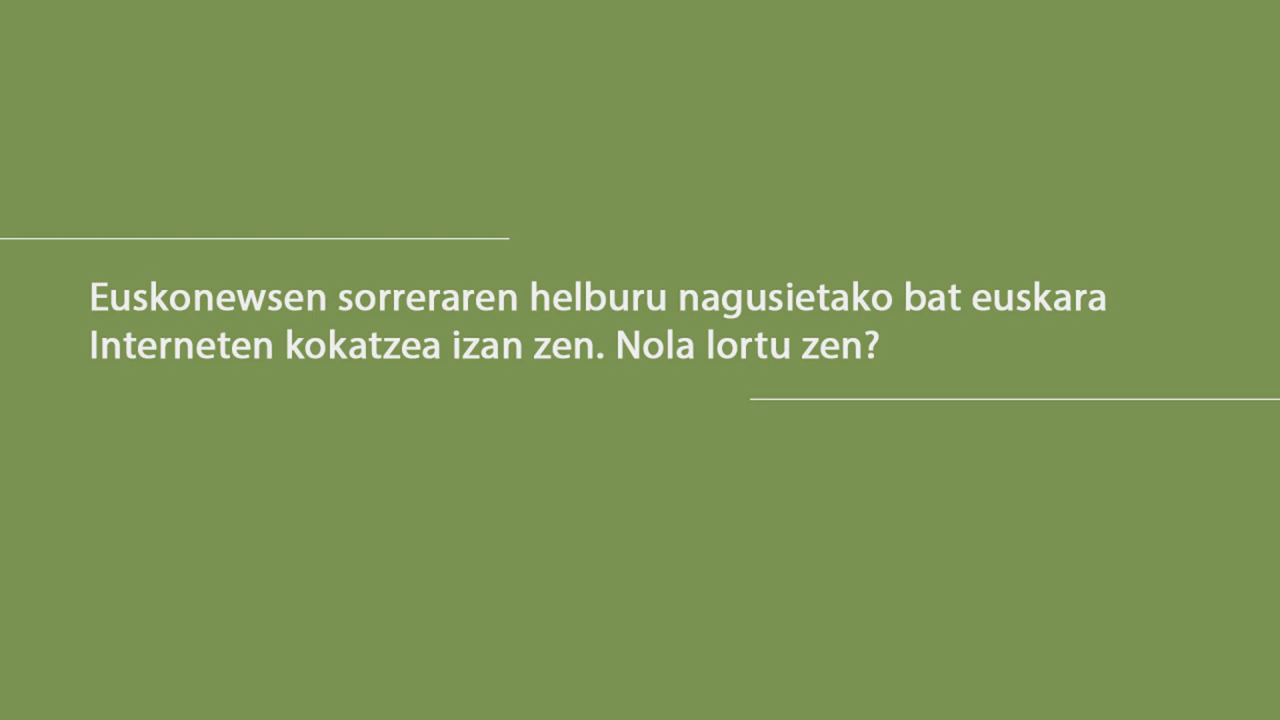 Euskonewsen sorreraren helburu nagusietako bat euskara
Interneten kokatzea izan zen. Nola lortu zen?